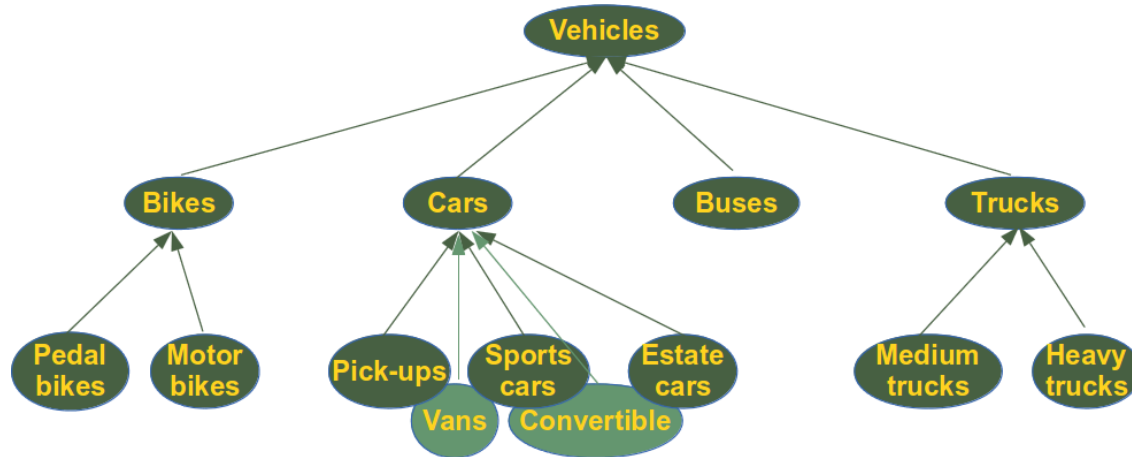 Vehicles
Bikes
Cars
Buses
Trucks
Pedal
bikes
Motor
bikes
Pick-ups
Sports
cars
Estate
cars
Medium
trucks
Heavy
trucks
Vans
Convertible